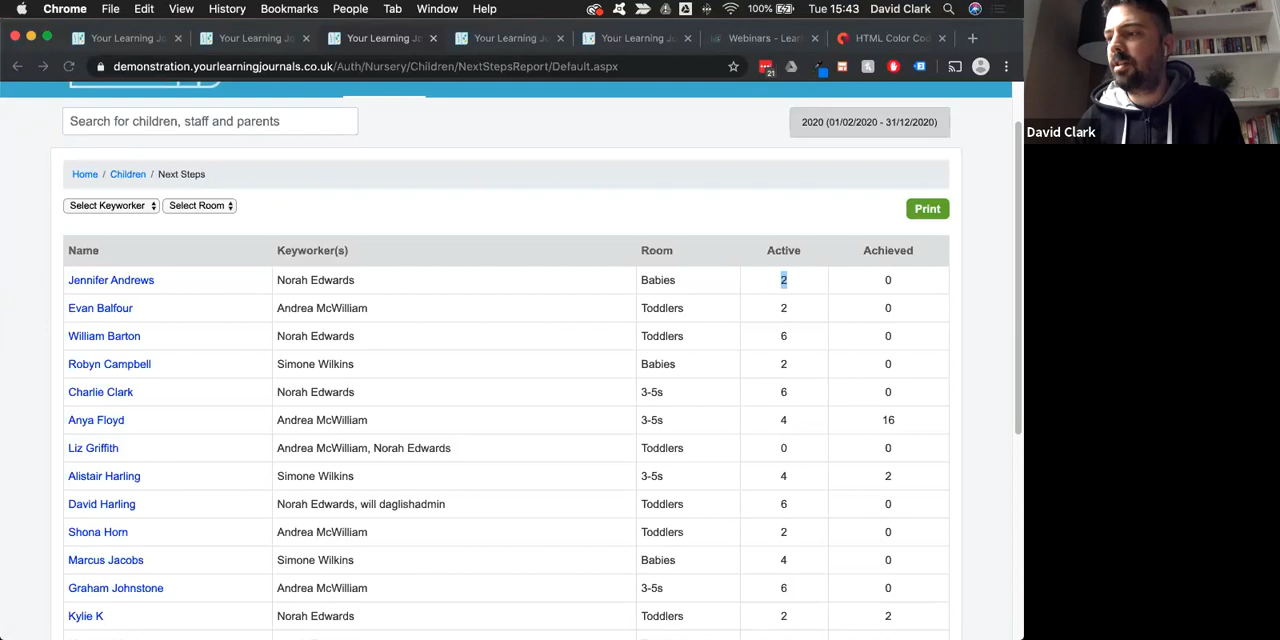 Chrome File Edit View History Bookmarks People Tab Window Help 100% Tue 15:43 David Clark
Your Learning Jo Your Learning Jo Your Learning J Your Learning J Your Learning Jo Webinars - Lear HTML Color Co
demonstration.yourlearningjournals.co.uk/Auth/Nursery/Children/NextStepsReport/Default.aspx 21
David Clark
Search for children, staff and parents 2020 (01/02/2020 - 31/12/2020)
Home / Children / Next Steps
Select Keyworker Select Room Print
Name Keyworker(s) Room Active Achieved
Jennifer Andrews Norah Edwards Babies 2 0
Evan Balfour Andrea McWilliam Toddlers 2 0
William Barton Norah Edwards Toddlers 6 0
Robyn Campbell Simone Wilkins Babies 2 0
Charlie Clark Norah Edwards 3-5s 6 0
Anya Floyd Andrea McWilliam 3-5s 4 16
Liz Griffith Andrea McWilliam, Norah Edwards Toddlers 0 0
Alistair Harling Simone Wilkins 3-5s 4 2
David Harling Norah Edwards, will daglishadmin Toddlers 6 0
Shona Horn Andrea McWilliam Toddlers 2 0
Marcus Jacobs Simone Wilkins Babies 4 0
Graham Johnstone Andrea McWilliam 3-5s 6 0
Kylie K Norah Edwards Toddlers 2 2